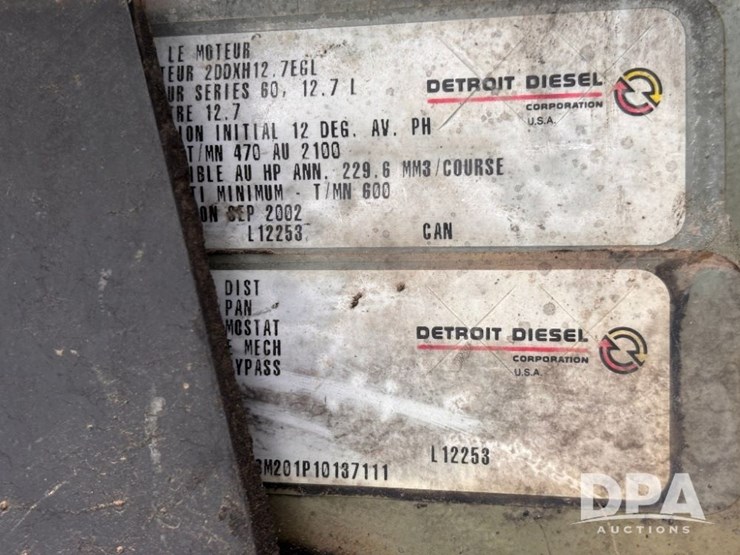 LE MOTEUR
TEUR 2DDXH12.7EGL
UR SERIES 60, 12.7 L
TRE 12.7
ION INITIAL 12 DEG. AV. PH
T/MN 470 AU 2100
IBLE AU HP ANN. 229.6 MM3/COURSE
TI MINIMUM - T/MN 600
ON SEP 2002
L12253 CAN
DETROIT DIESEL
CORPORATION
U.S.A.
DIST
PAN
MOSTAT
E MECH
YPASS
DETROIT DIESEL
CORPORATION
U.S.A.
L12253
M201P10137111
DPA
AUCTIONS